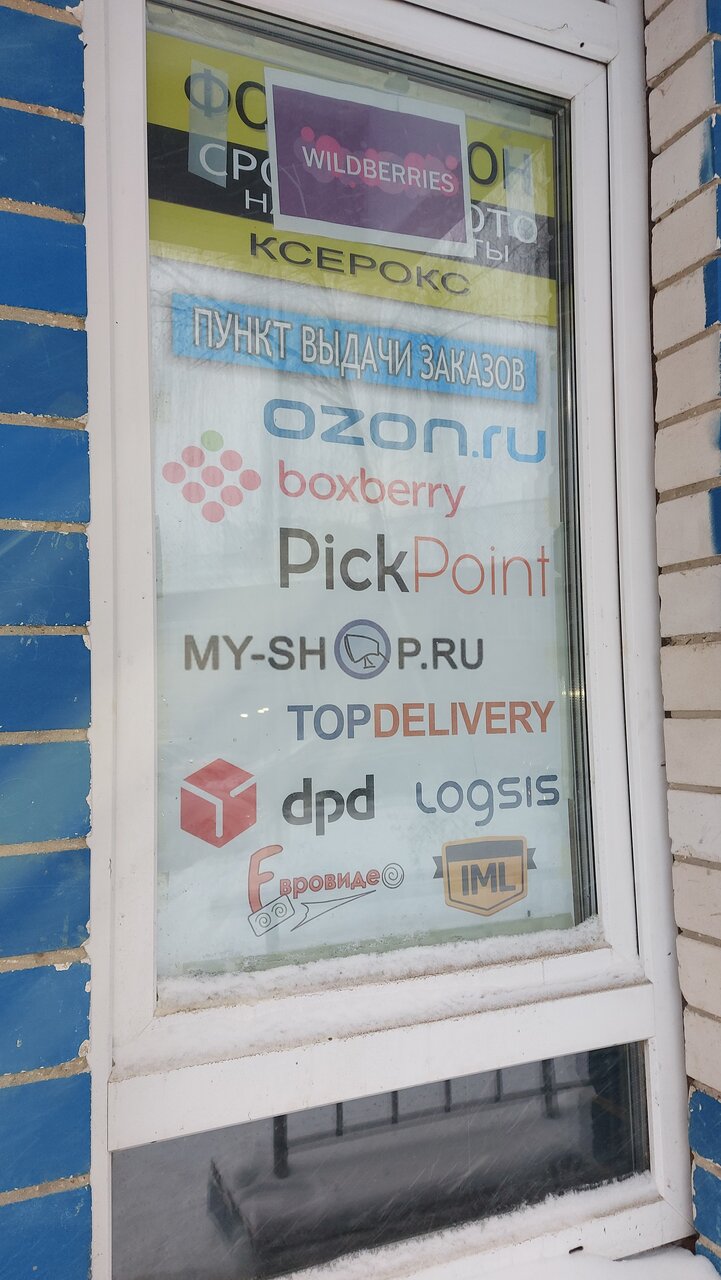 WILDBERRIES
КСЕРОКС
ПУНКТ ВЫДАЧИ ЗАКАЗОВ
ozon.ru
boxberry
PickPoint
MY-SHOP.RU
TOPDELIVERY
dpd
Logsis
Евровидео
IML